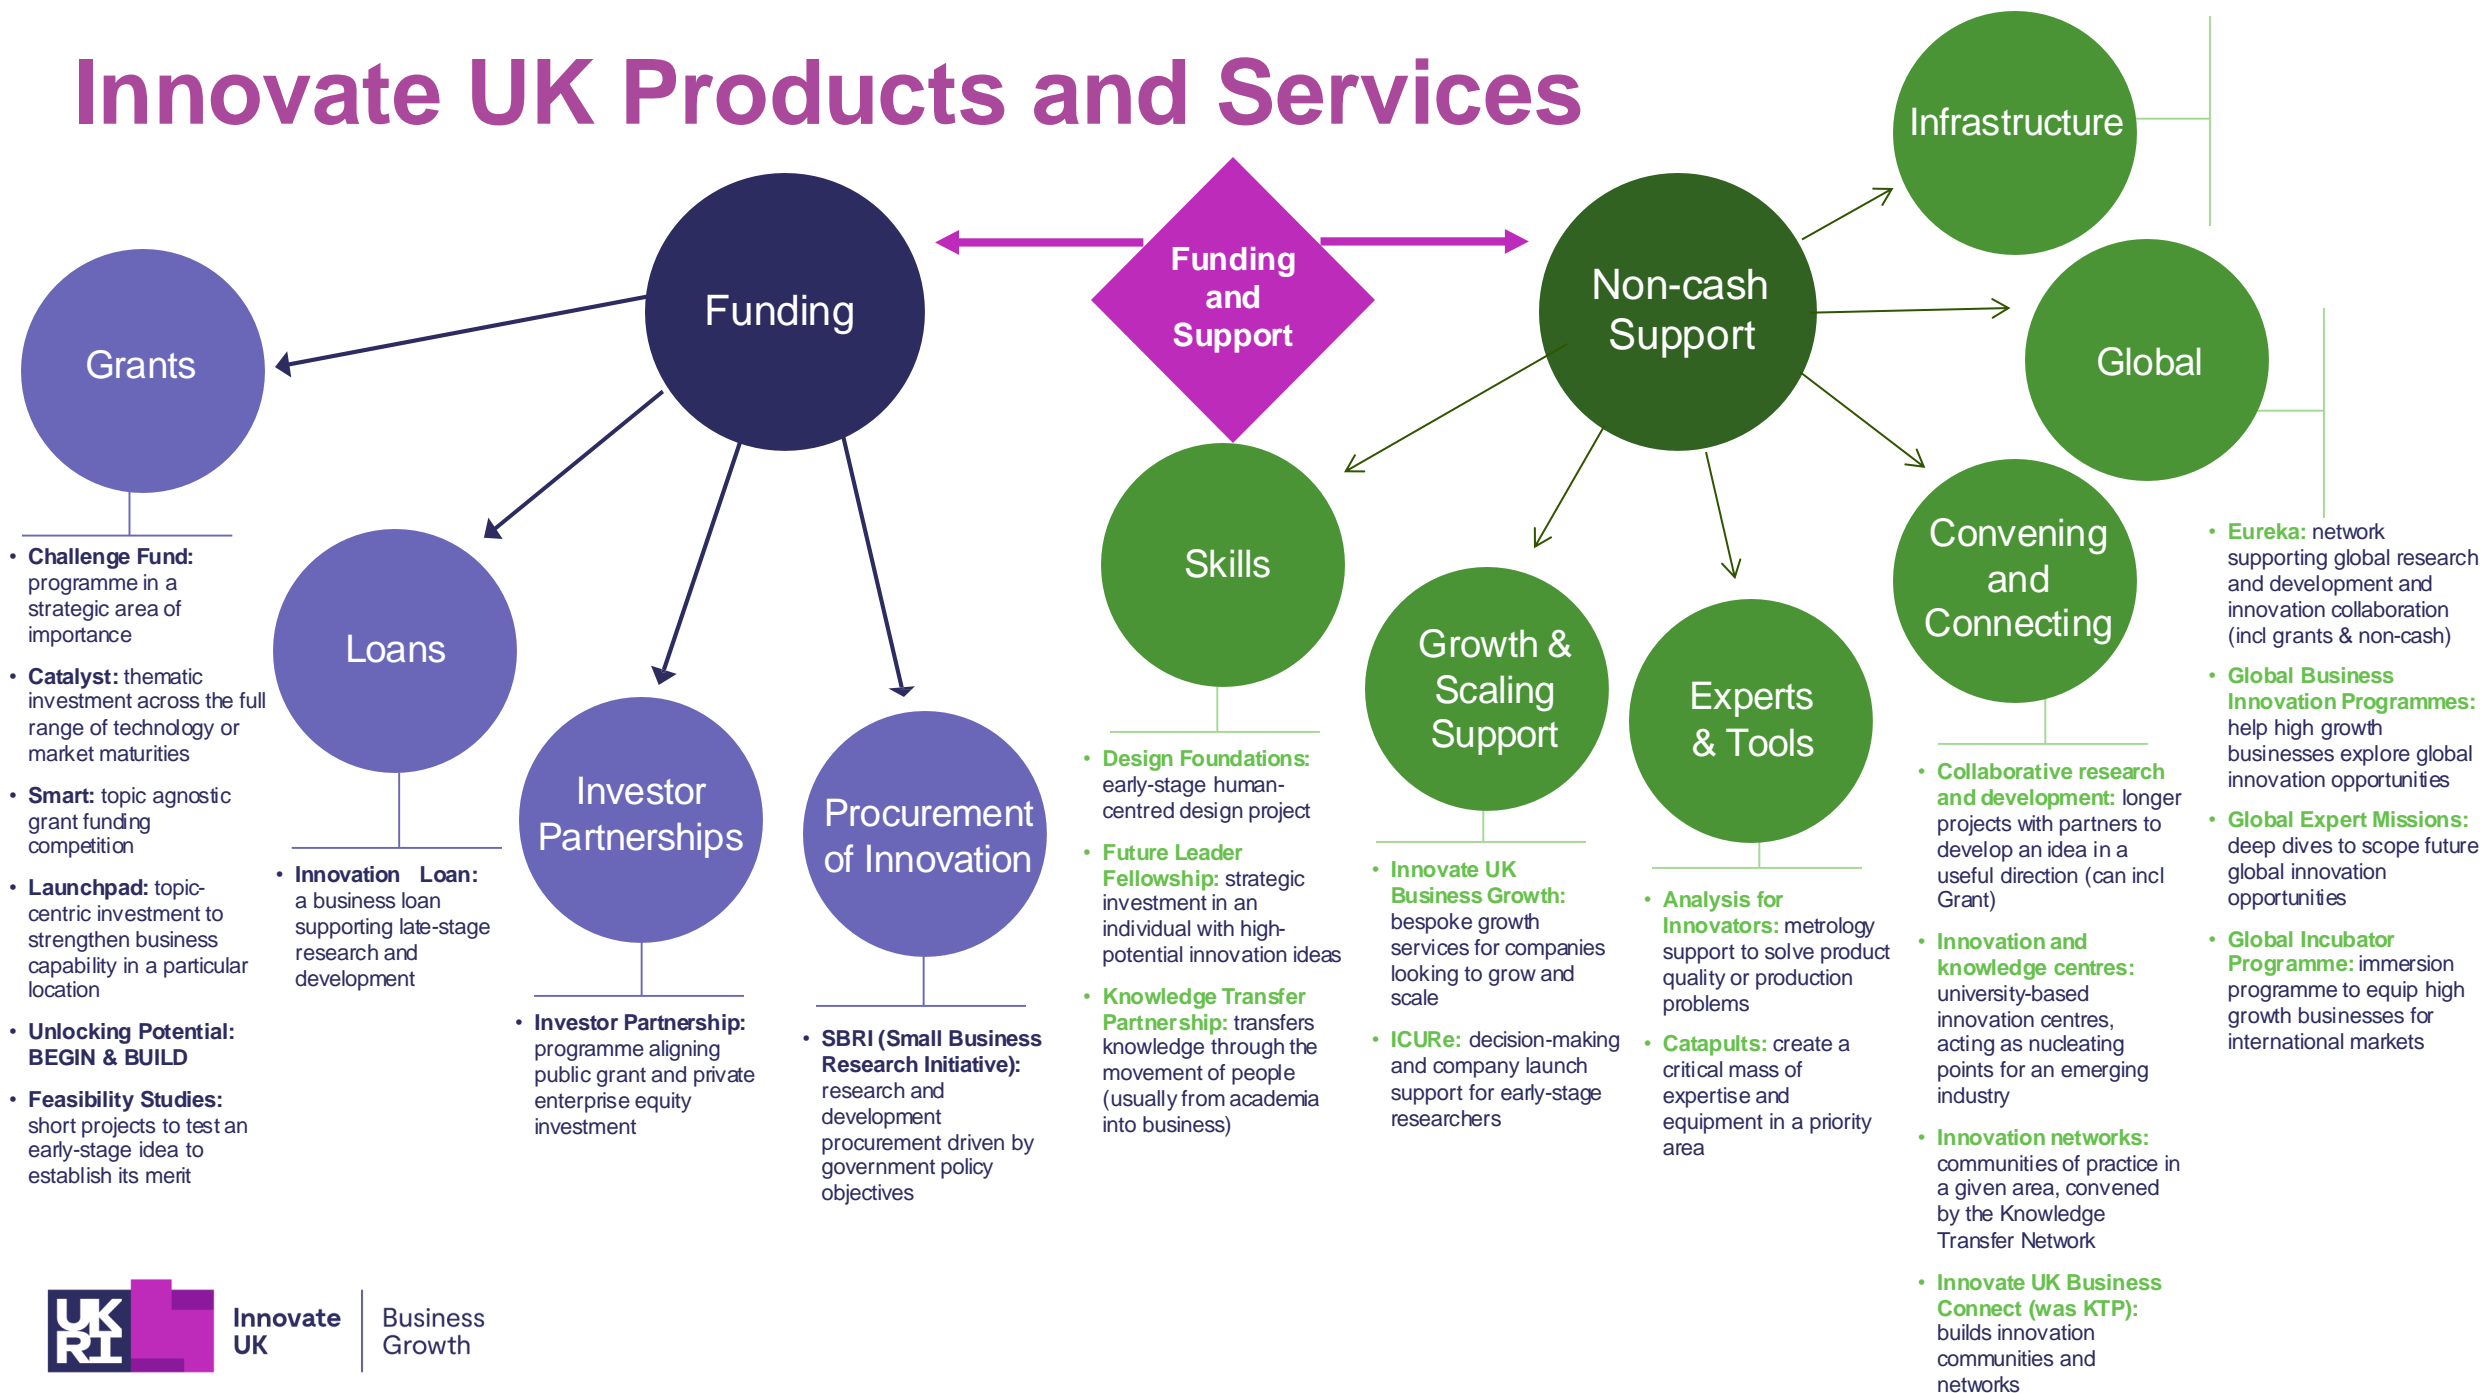 Innovate UK Products and Services
Infrastructure
Funding
and
Support
Funding
Non-cash
Support
Grants
Global
Skills
Convening
and
Connecting
Loans
Growth &
Scaling
Support
Experts
& Tools
Investor
Partnerships
Procurement
of Innovation
• Challenge Fund:
programme in a
strategic area of
importance
• Catalyst: thematic
investment across the full
range of technology or
market maturities
• Smart: topic agnostic
grant funding
competition
• Launchpad: topic-
centric investment to
strengthen business
capability in a particular
location
• Unlocking Potential:
BEGIN & BUILD
• Feasibility Studies:
short projects to test an
early-stage idea to
establish its merit
• Innovation Loan:
a business loan
supporting late-stage
research and
development
• Investor Partnership:
programme aligning
public grant and private
enterprise equity
investment
• SBRI (Small Business
Research Initiative):
research and
development
procurement driven by
government policy
objectives
• Design Foundations:
early-stage human-
centred design project
• Future Leader
Fellowship: strategic
investment in an
individual with high-
potential innovation ideas
• Knowledge Transfer
Partnership: transfers
knowledge through the
movement of people
(usually from academia
into business)
• Innovate UK
Business Growth:
bespoke growth
services for companies
looking to grow and
scale
• ICURe: decision-making
and company launch
support for early-stage
researchers
• Analysis for
Innovators: metrology
support to solve product
quality or production
problems
• Catapults: create a
critical mass of
expertise and
equipment in a priority
area
• Collaborative research
and development: longer
projects with partners to
develop an idea in a
useful direction (can incl
Grant)
• Innovation and
knowledge centres:
university-based
innovation centres,
acting as nucleating
points for an emerging
industry
• Innovation networks:
communities of practice in
a given area, convened
by the Knowledge
Transfer Network
• Innovate UK Business
Connect (was KTP):
builds innovation
communities and
networks
• Eureka: network
supporting global research
and development and
innovation collaboration
(incl grants & non-cash)
• Global Business
Innovation Programmes:
help high growth
businesses explore global
innovation opportunities
• Global Expert Missions:
deep dives to scope future
global innovation
opportunities
• Global Incubator
Programme: immersion
programme to equip high
growth businesses for
international markets
UK
RI
Innovate
UK
Business
Growth